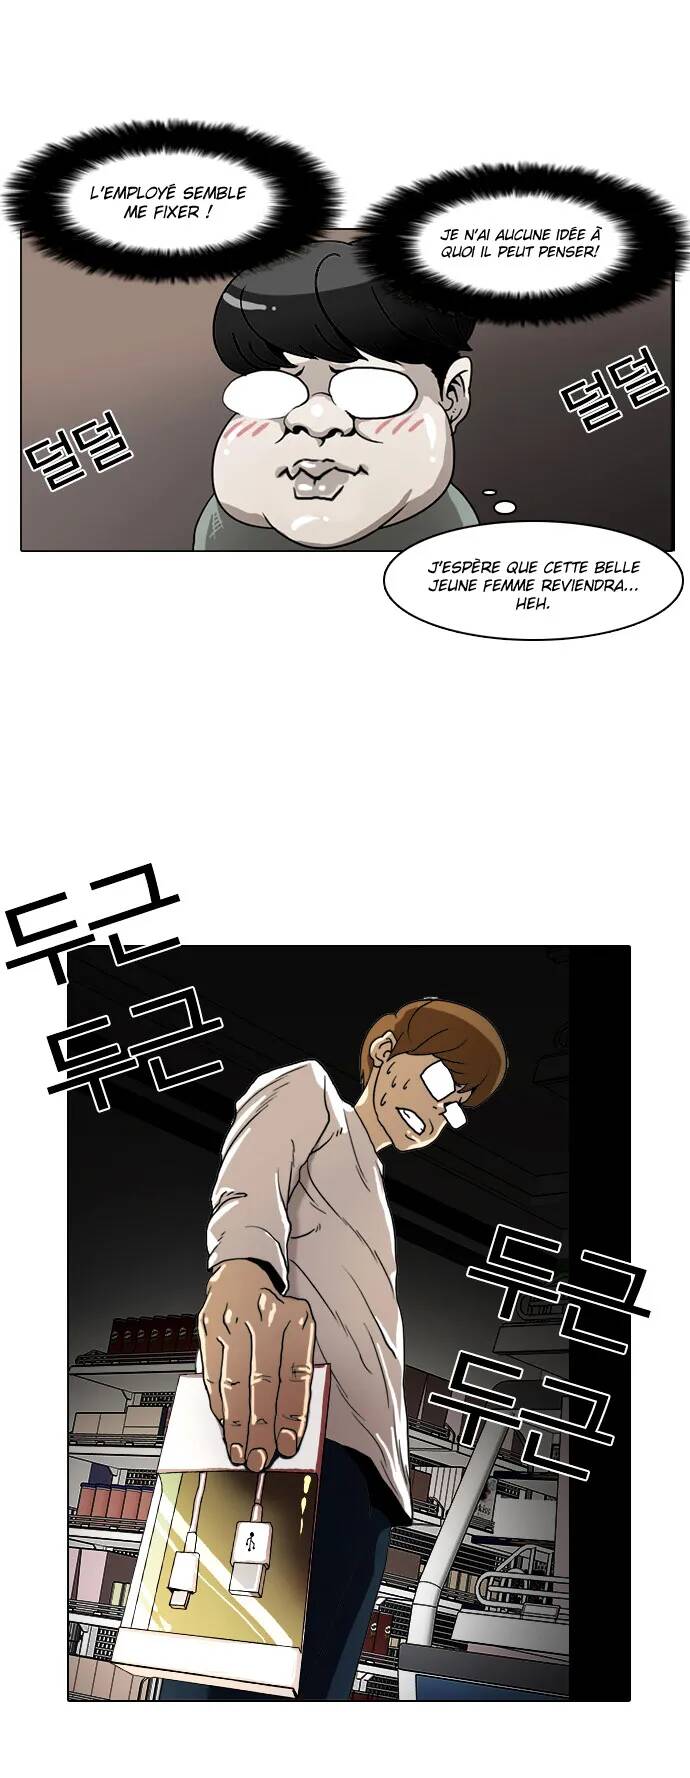 L'EMPLOYÉ SEMBLE
ME FIXER !
JE N'AI AUCUNE IDÉE À
QUOI IL PEUT PENSER!
덜덜
덜덜
J'ESPÈRE QUE CETTE BELLE
JEUNE FEMME REVIENDRA...
HEH.
두근
두근
두근
두근